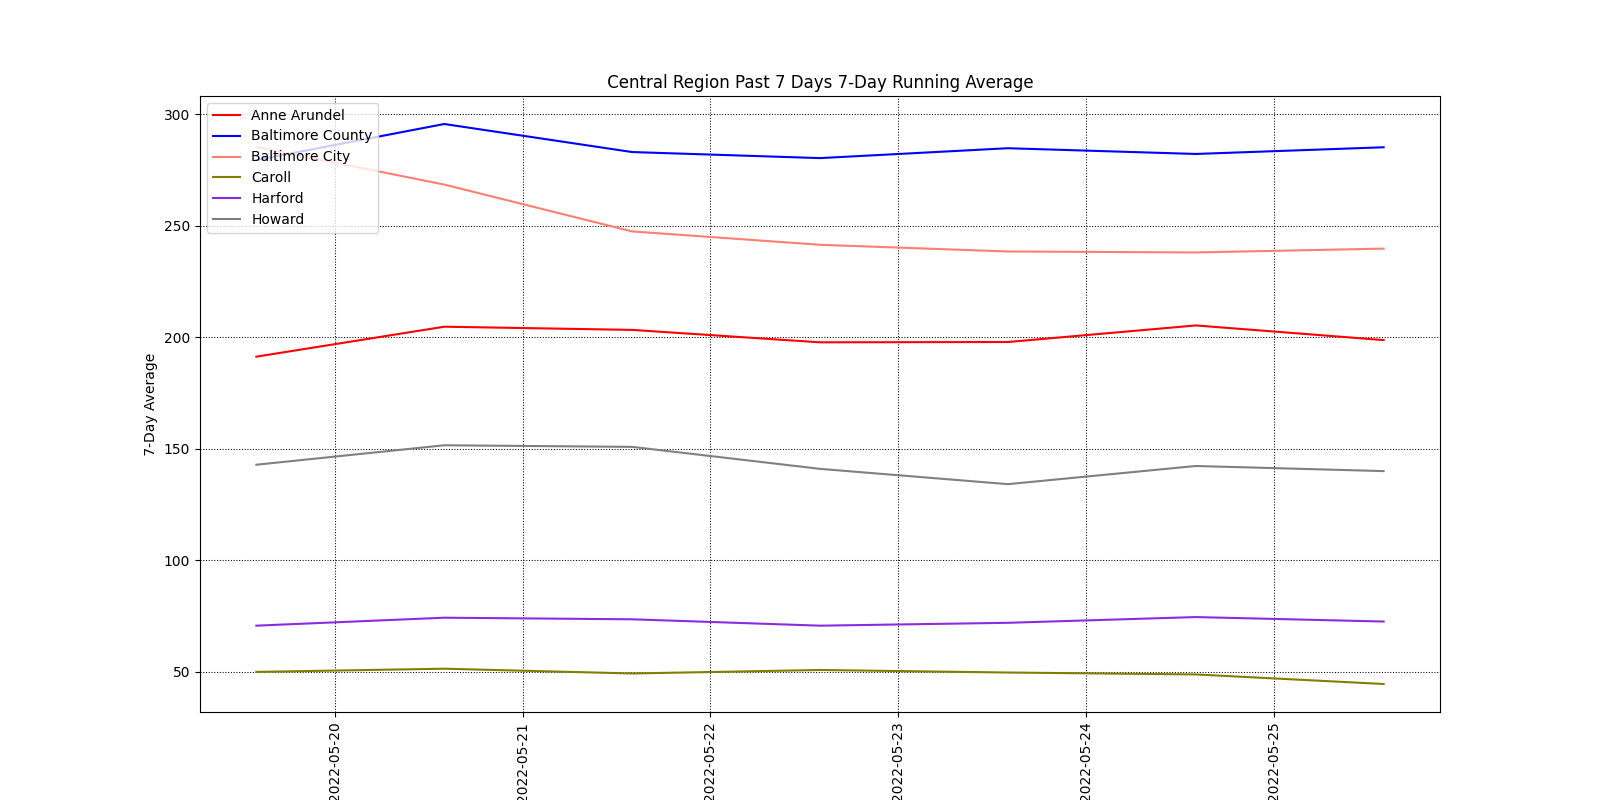 Central Region Past 7 Days 7-Day Running Average
Anne Arundel
Baltimore County
Baltimore City
Caroll
Harford
Howard
7-Day Average
300
250
200
150
100
50
2022-05-20
2022-05-21
2022-05-22
2022-05-23
2022-05-24
2022-05-25